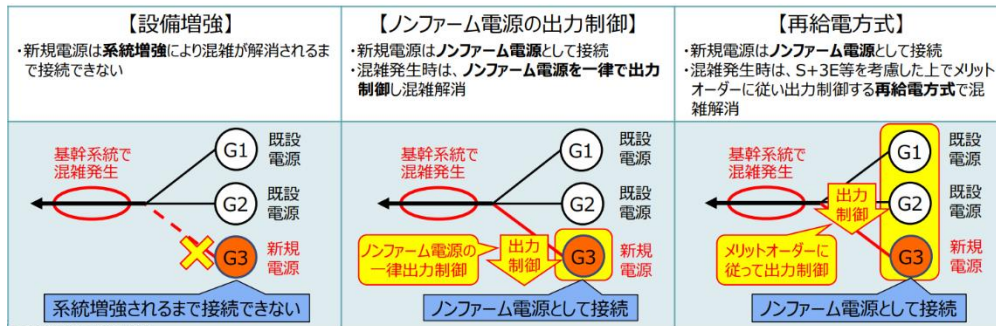 【設備増強】
・新規電源は系統増強により混雑が解消されるま
で接続できない
基幹系統で
混雑発生
G1
既設
電源
G2
既設
電源
G3
新規
電源
系統増強されるまで接続できない
【ノンファーム電源の出力制御】
・新規電源はノンファーム電源として接続
・混雑発生時は、ノンファーム電源を一律で出力
制御し混雑解消
基幹系統で
混雑発生
G1
既設
電源
G2
既設
電源
ノンファーム電源の
一律出力制御
出力
制御
G3
新規
電源
ノンファーム電源として接続
【再給電方式】
・新規電源はノンファーム電源として接続
・混雑発生時は、S+3E等を考慮した上でメリット
オーダーに従い出力制御する再給電方式で混
雑解消
基幹系統で
混雑発生
G1
既設
電源
出力
制御
G2
既設
電源
メリットオーダーに
従って出力制御
G3
新規
電源
ノンファーム電源として接続